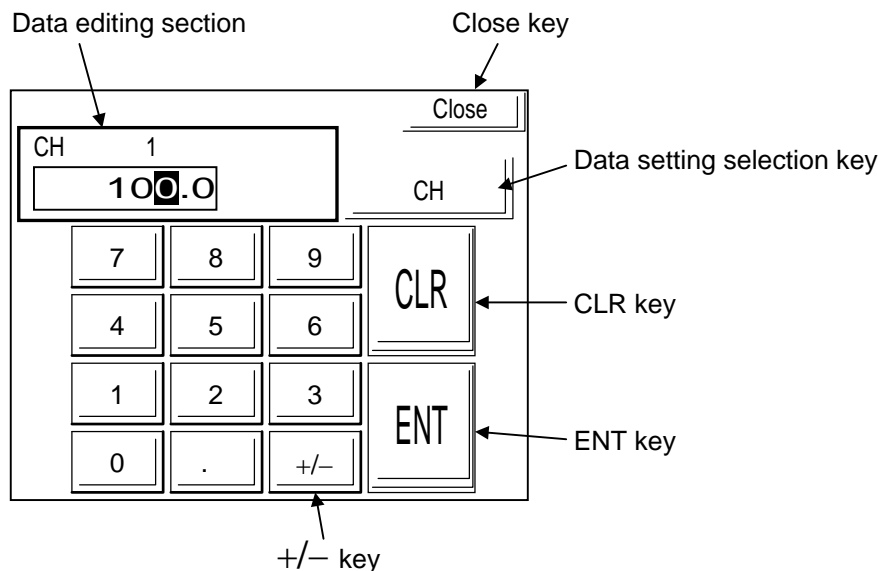 Data editing section Close key
Close
CH 1
100.0
CH
Data setting selection key
7 8 9
CLR
CLR key
4 5 6
1 2 3
ENT
ENT key
0 . +/−
+/− key